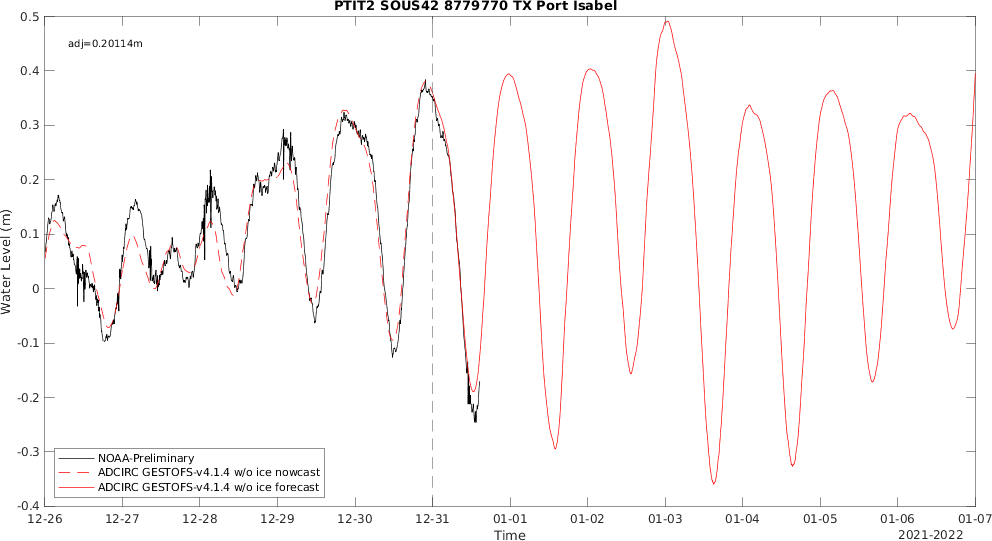 PTIT2 SOUS42 8779770 TX Port Isabel
adj=0.20114m
0.5
0.4
0.3
0.2
0.1
0
-0.1
-0.2
-0.3
-0.4
Water Level (m)
NOAA-Preliminary
ADCIRC GESTOFS-v4.1.4 w/o ice nowcast
ADCIRC GESTOFS-v4.1.4 w/o ice forecast
12-26 12-27 12-28 12-29 12-30 12-31 01-01 01-02 01-03 01-04 01-05 01-06 01-07
Time
2021-2022